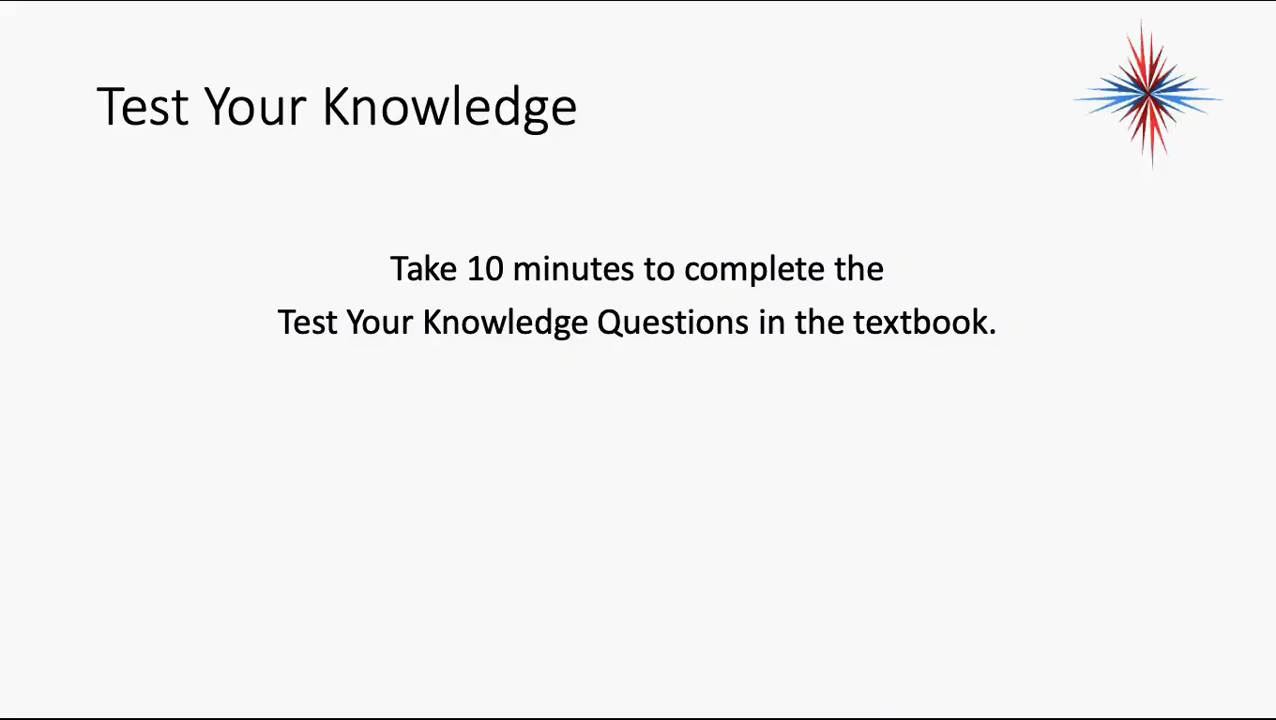 Test Your Knowledge
Take 10 minutes to complete the
Test Your Knowledge Questions in the textbook.